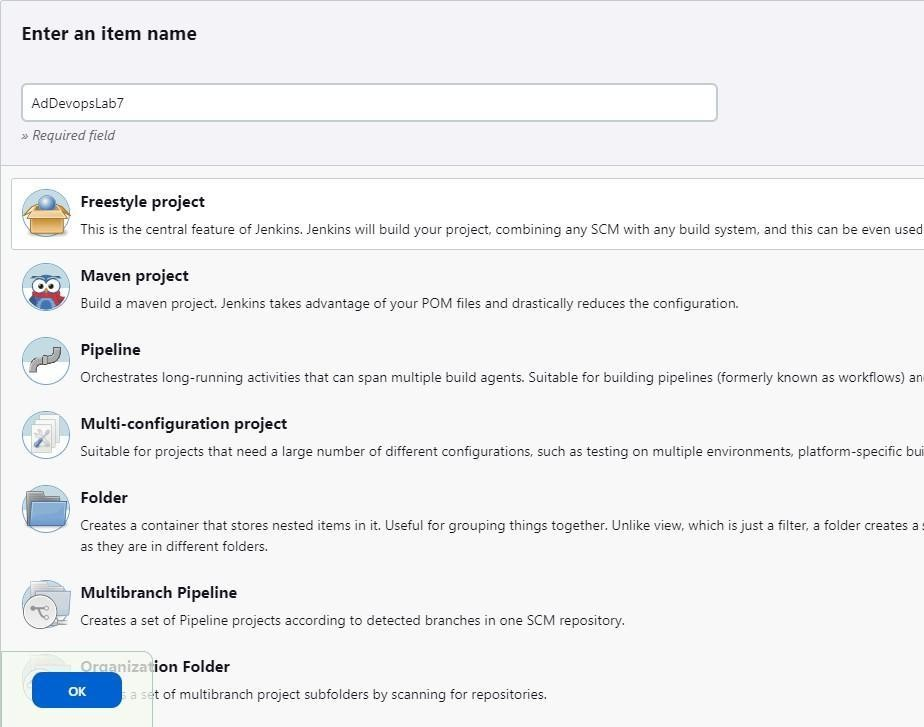 Enter an item name
AdDevopsLab7
» Required field
Freestyle project
This is the central feature of Jenkins. Jenkins will build your project, combining any SCM with any build system, and this can be even used
Maven project
Build a maven project. Jenkins takes advantage of your POM files and drastically reduces the configuration.
Pipeline
Orchestrates long-running activities that can span multiple build agents. Suitable for building pipelines (formerly known as workflows)
Multi-configuration project
Suitable for projects that need a large number of different configurations, such as testing on multiple environments, platform-specific
Folder
Creates a container that stores nested items in it. Useful for grouping things together. Unlike view, which is just a filter, a folder creates a
as they are in different folders.
Multibranch Pipeline
Creates a set of Pipeline projects according to detected branches in one SCM repository.
Organization Folder
a set of multibranch project subfolders by scanning for repositories.
OK